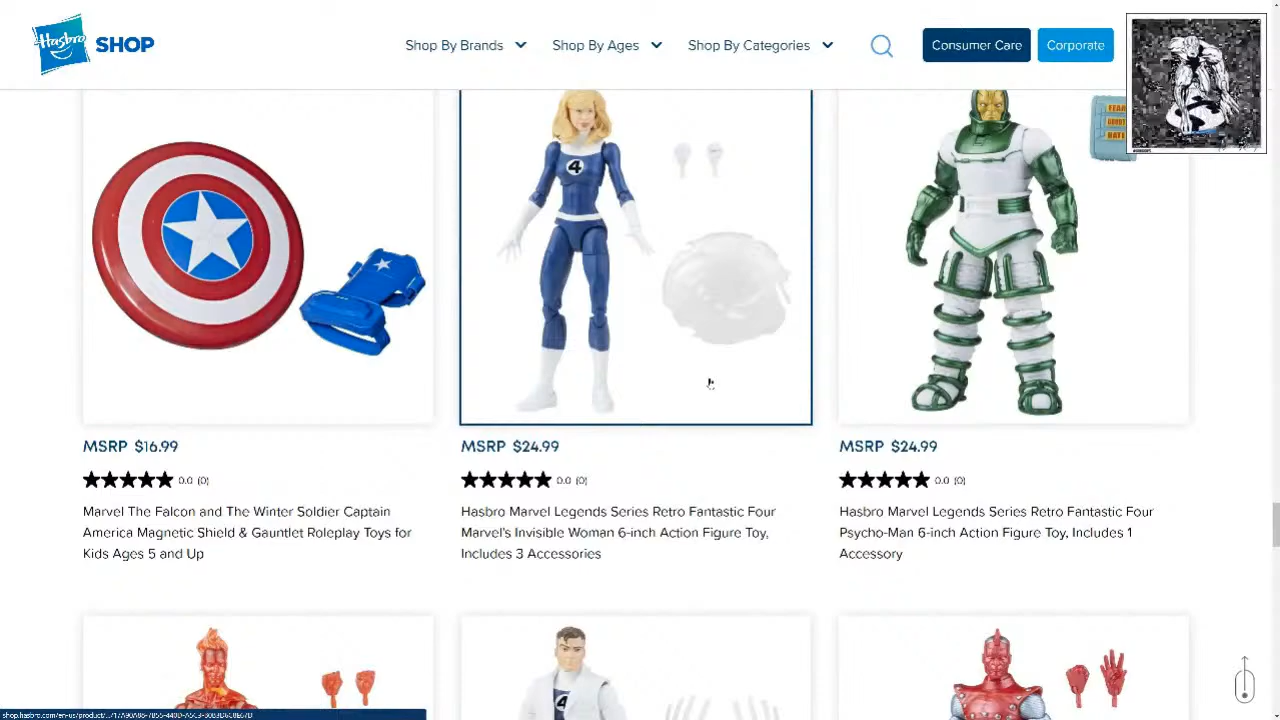 Hasbro SHOP
Shop By Brands Shop By Ages Shop By Categories Consumer Care Corporate
4
FEAR
HATE
MSRP $16.99
0.0 (0)
Marvel The Falcon and The Winter Soldier Captain
America Magnetic Shield & Gauntlet Roleplay Toys for
Kids Ages 5 and Up
MSRP $24.99
0.0 (0)
Hasbro Marvel Legends Series Retro Fantastic Four
Marvel's Invisible Woman 6-inch Action Figure Toy,
Includes 3 Accessories
MSRP $24.99
0.0 (0)
Hasbro Marvel Legends Series Retro Fantastic Four
Psycho-Man 6-inch Action Figure Toy, Includes 1
Accessory
4